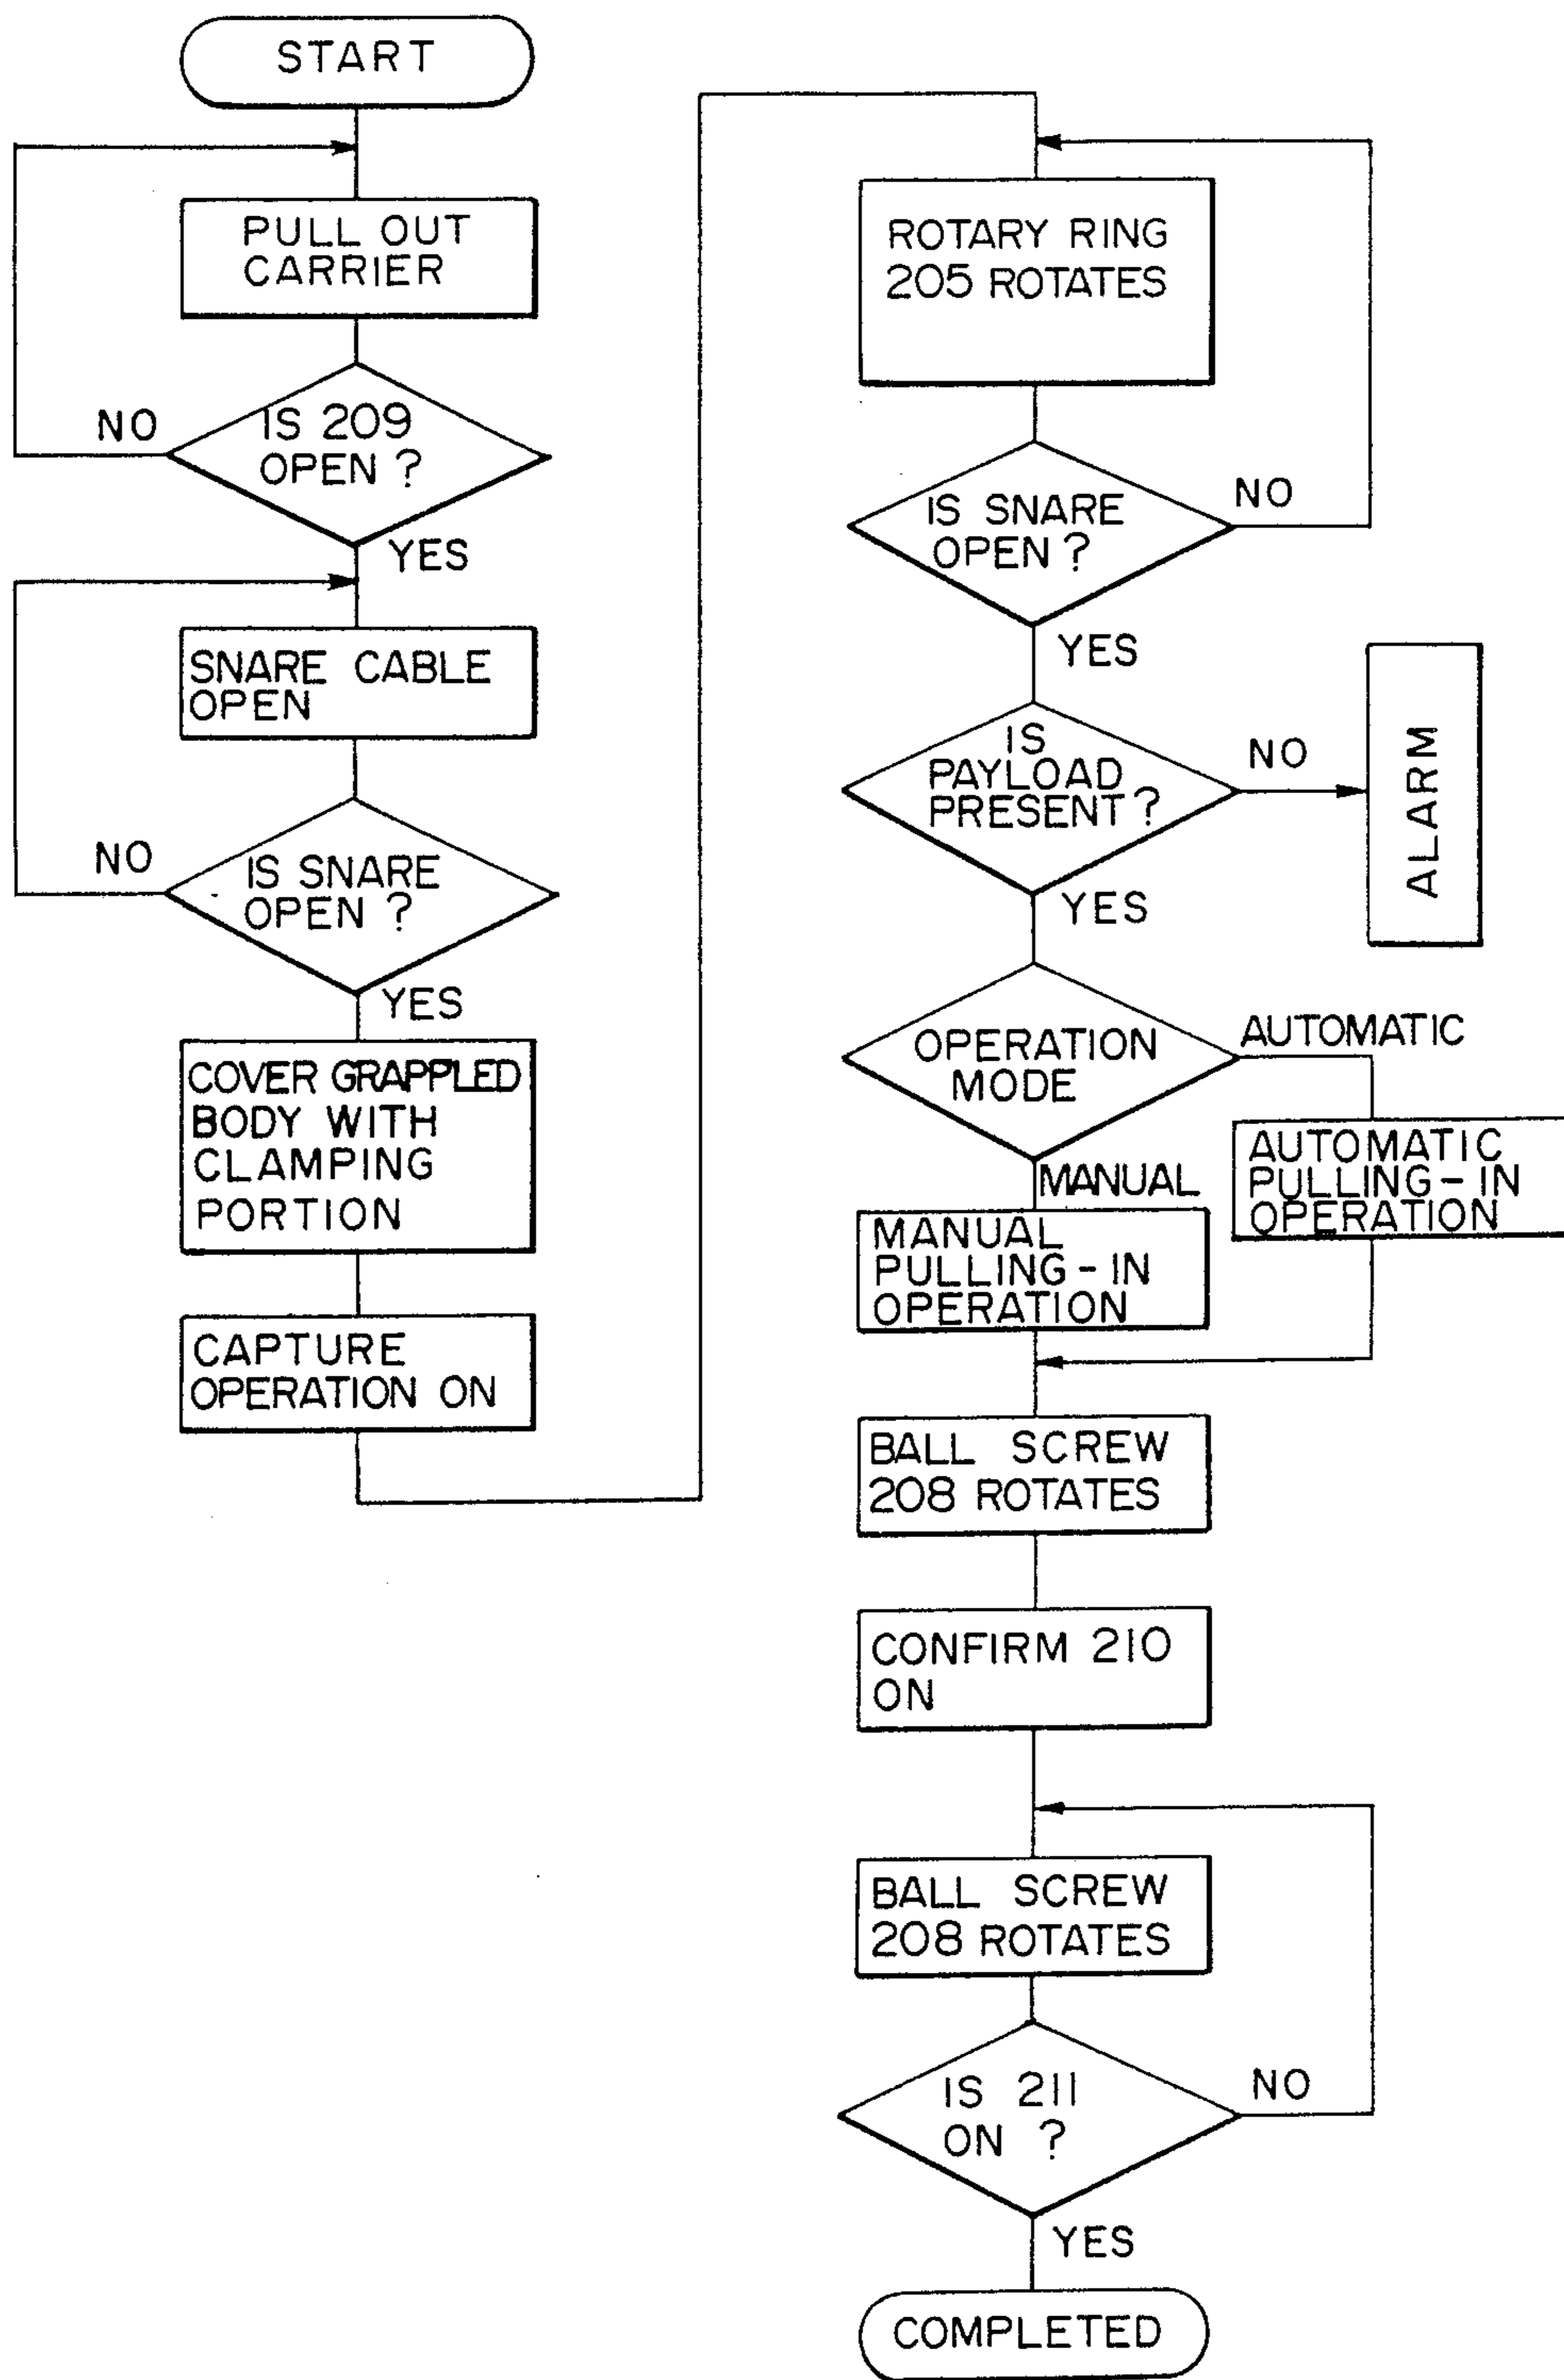 START
PULL OUT
CARRIER
IS 209
OPEN ?
NO
YES
SNARE CABLE
OPEN
IS SNARE
OPEN ?
NO
YES
COVER GRAPPLED
BODY WITH
CLAMPING
PORTION
CAPTURE
OPERATION ON
ROTARY RING
205 ROTATES
IS SNARE
OPEN ?
NO
YES
IS
PAYLOAD
PRESENT ?
NO
ALARM
YES
OPERATION
MODE
AUTOMATIC
AUTOMATIC
PULLING-IN
OPERATION
MANUAL
MANUAL
PULLING-IN
OPERATION
BALL SCREW
208 ROTATES
CONFIRM 210
ON
BALL SCREW
208 ROTATES
IS 211
ON ?
NO
YES
COMPLETED